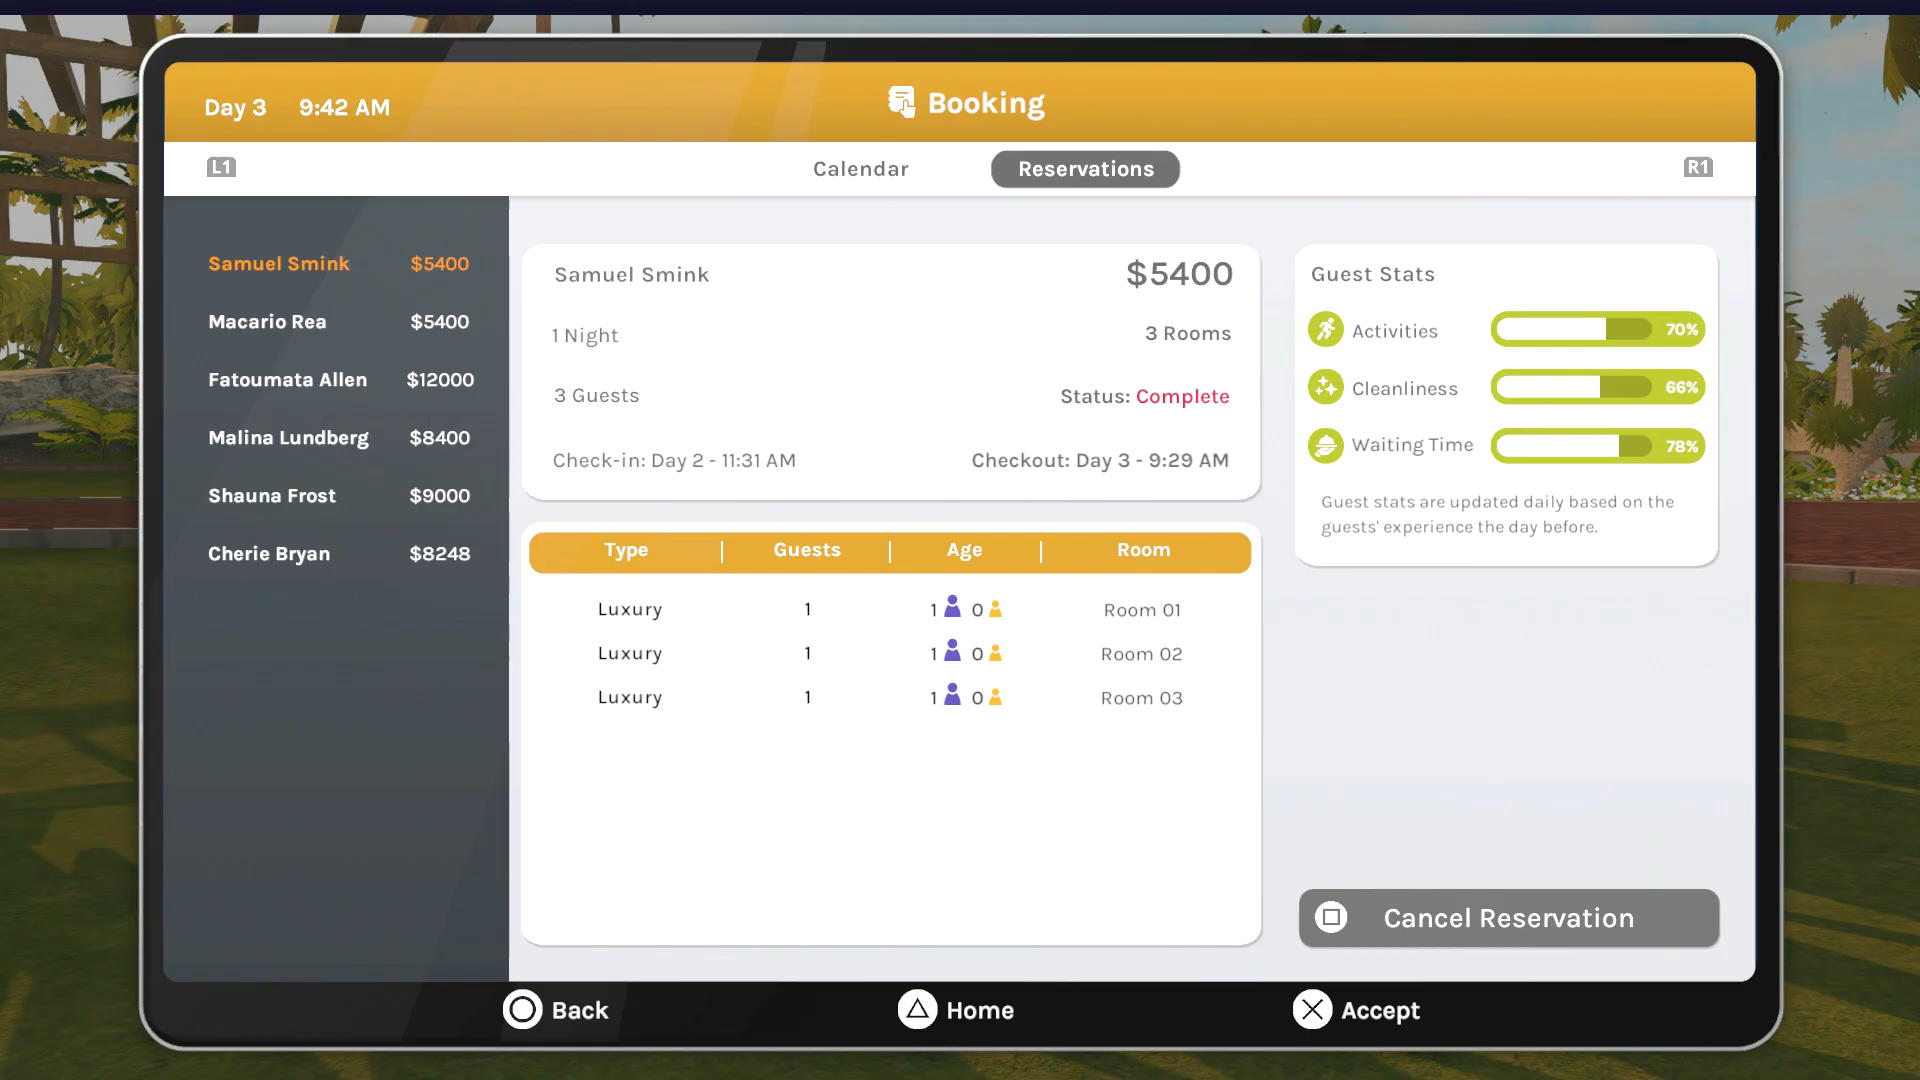 Day 3 9:42 AM
Booking
L1 Calendar Reservations R1
Samuel Smink $5400
Macario Rea $5400
Fatoumata Allen $12000
Malina Lundberg $8400
Shauna Frost $9000
Cherie Bryan $8248
Samuel Smink $5400
1 Night 3 Rooms
3 Guests Status: Complete
Check-in: Day 2 - 11:31 AM Checkout: Day 3 - 9:29 AM
Type Guests Age Room
Luxury 1 1 0 Room 01
Luxury 1 1 0 Room 02
Luxury 1 1 0 Room 03
Guest Stats
Activities 70%
Cleanliness 66%
Waiting Time 78%
Guest stats are updated daily based on the
guests' experience the day before.
Cancel Reservation
Back Home Accept